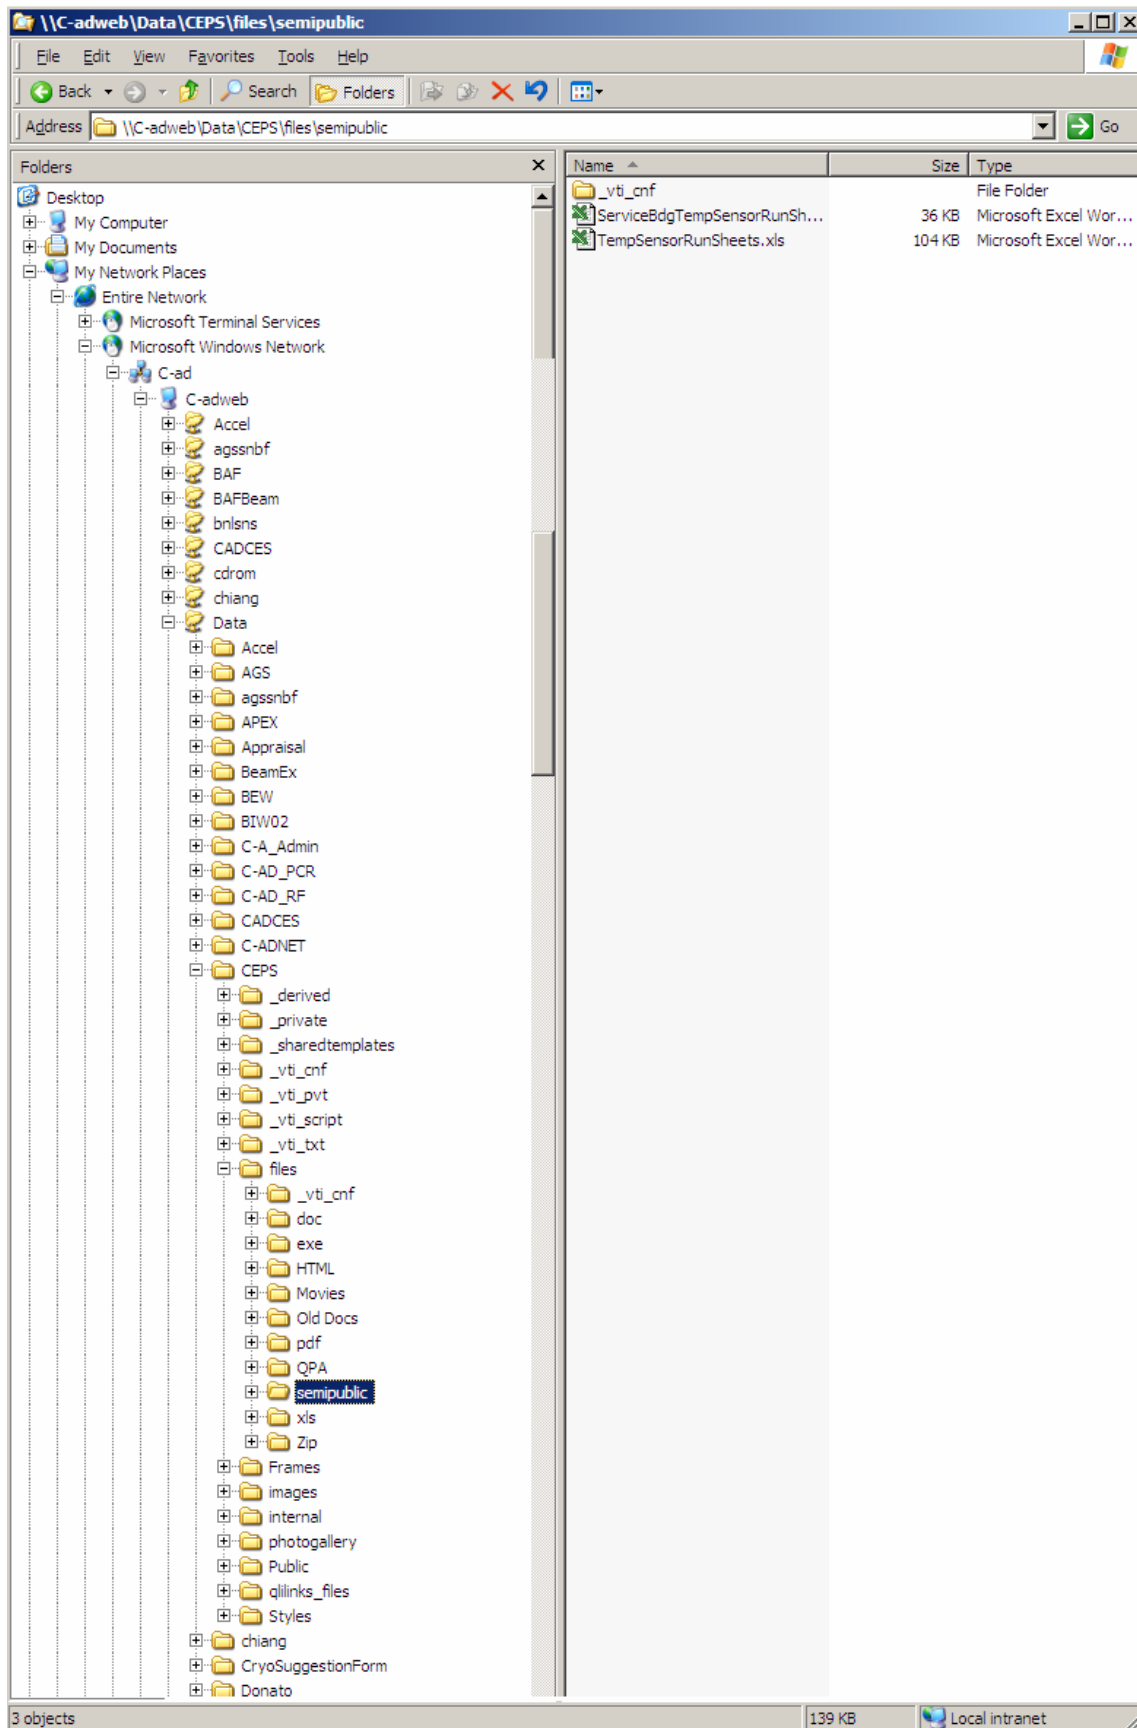 \\C-adweb\Data\CEPS\files\semipublic
File Edit View Favorites Tools Help
Back Search Folders
Address \\C-adweb\Data\CEPS\files\semipublic Go
Folders
Desktop
My Computer
My Documents
My Network Places
Entire Network
Microsoft Terminal Services
Microsoft Windows Network
C-ad
C-adweb
Accel
agssnbf
BAF
BAFBeam
bnlsns
CADCES
cdrom
chiang
Data
Accel
AGS
agssnbf
APEX
Appraisal
BeamEx
BEW
BIW02
C-A_Admin
C-AD_PCR
C-AD_RF
CADCES
C-ADNET
CEPS
_derived
_private
_sharedtemplates
_vti_cnf
_vti_pvt
_vti_script
_vti_txt
files
_vti_cnf
doc
exe
HTML
Movies
Old Docs
pdf
QPA
semipublic
xls
Zip
Frames
images
internal
photogallery
Public
qlilinks_files
Styles
chiang
CryoSuggestionForm
Donato
Name Size Type
_vti_cnf File Folder
ServiceBdgTempSensorRunSh... 36 KB Microsoft Excel Wor...
TempSensorRunSheets.xls 104 KB Microsoft Excel Wor...
3 objects 139 KB Local intranet